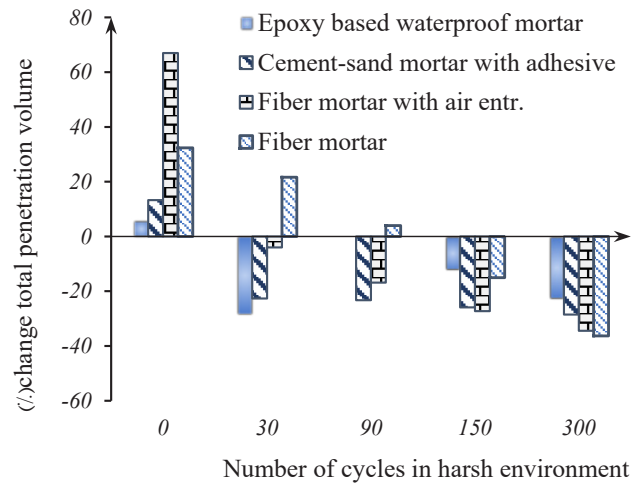 80
60
40
20
0
-20
-40
-60
(٪)change total penetration volume
Epoxy based waterproof mortar
Cement-sand mortar with adhesive
Fiber mortar with air entr.
Fiber mortar
0 30 90 150 300
Number of cycles in harsh environment